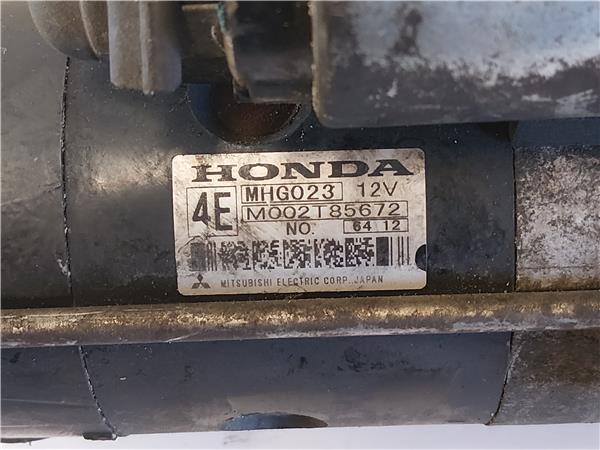 HONDA
4E MHG023 12V
M002T85672
NO. 64 12
MITSUBISHI ELECTRIC CORP. JAPAN